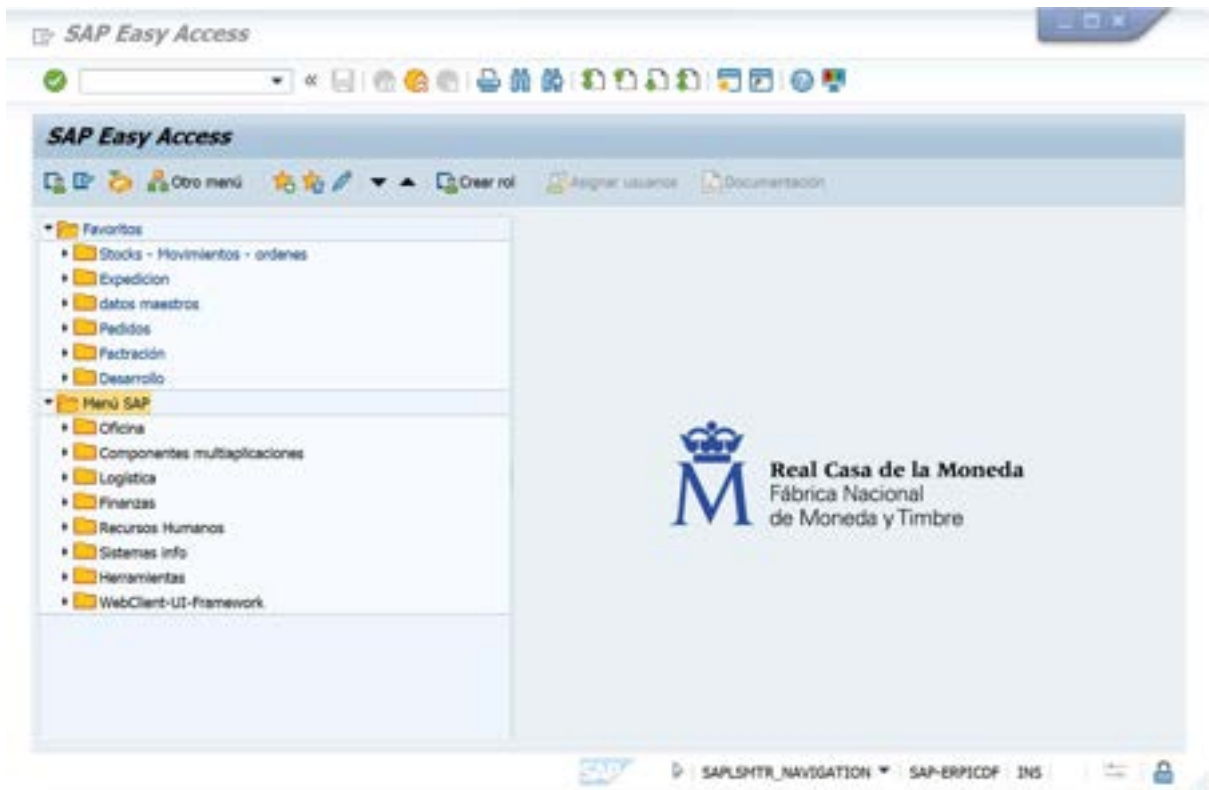 SAP Easy Access
SAP Easy Access
Otro menú
Crear rol
Asignar usuarios
Documentación
Favoritos
Stocks - Movimientos - ordenes
Expedicion
datos maestros
Pedidos
Factración
Desarrollo
Menú SAP
Oficina
Componentes multiaplicaciones
Logística
Finanzas
Recursos Humanos
Sistemas info
Herramientas
WebClient-UI-Framework
M
Real Casa de la Moneda
Fábrica Nacional
de Moneda y Timbre
SAP
SAPLSMTR_NAVIGATION
SAP-ERPICDF
INS